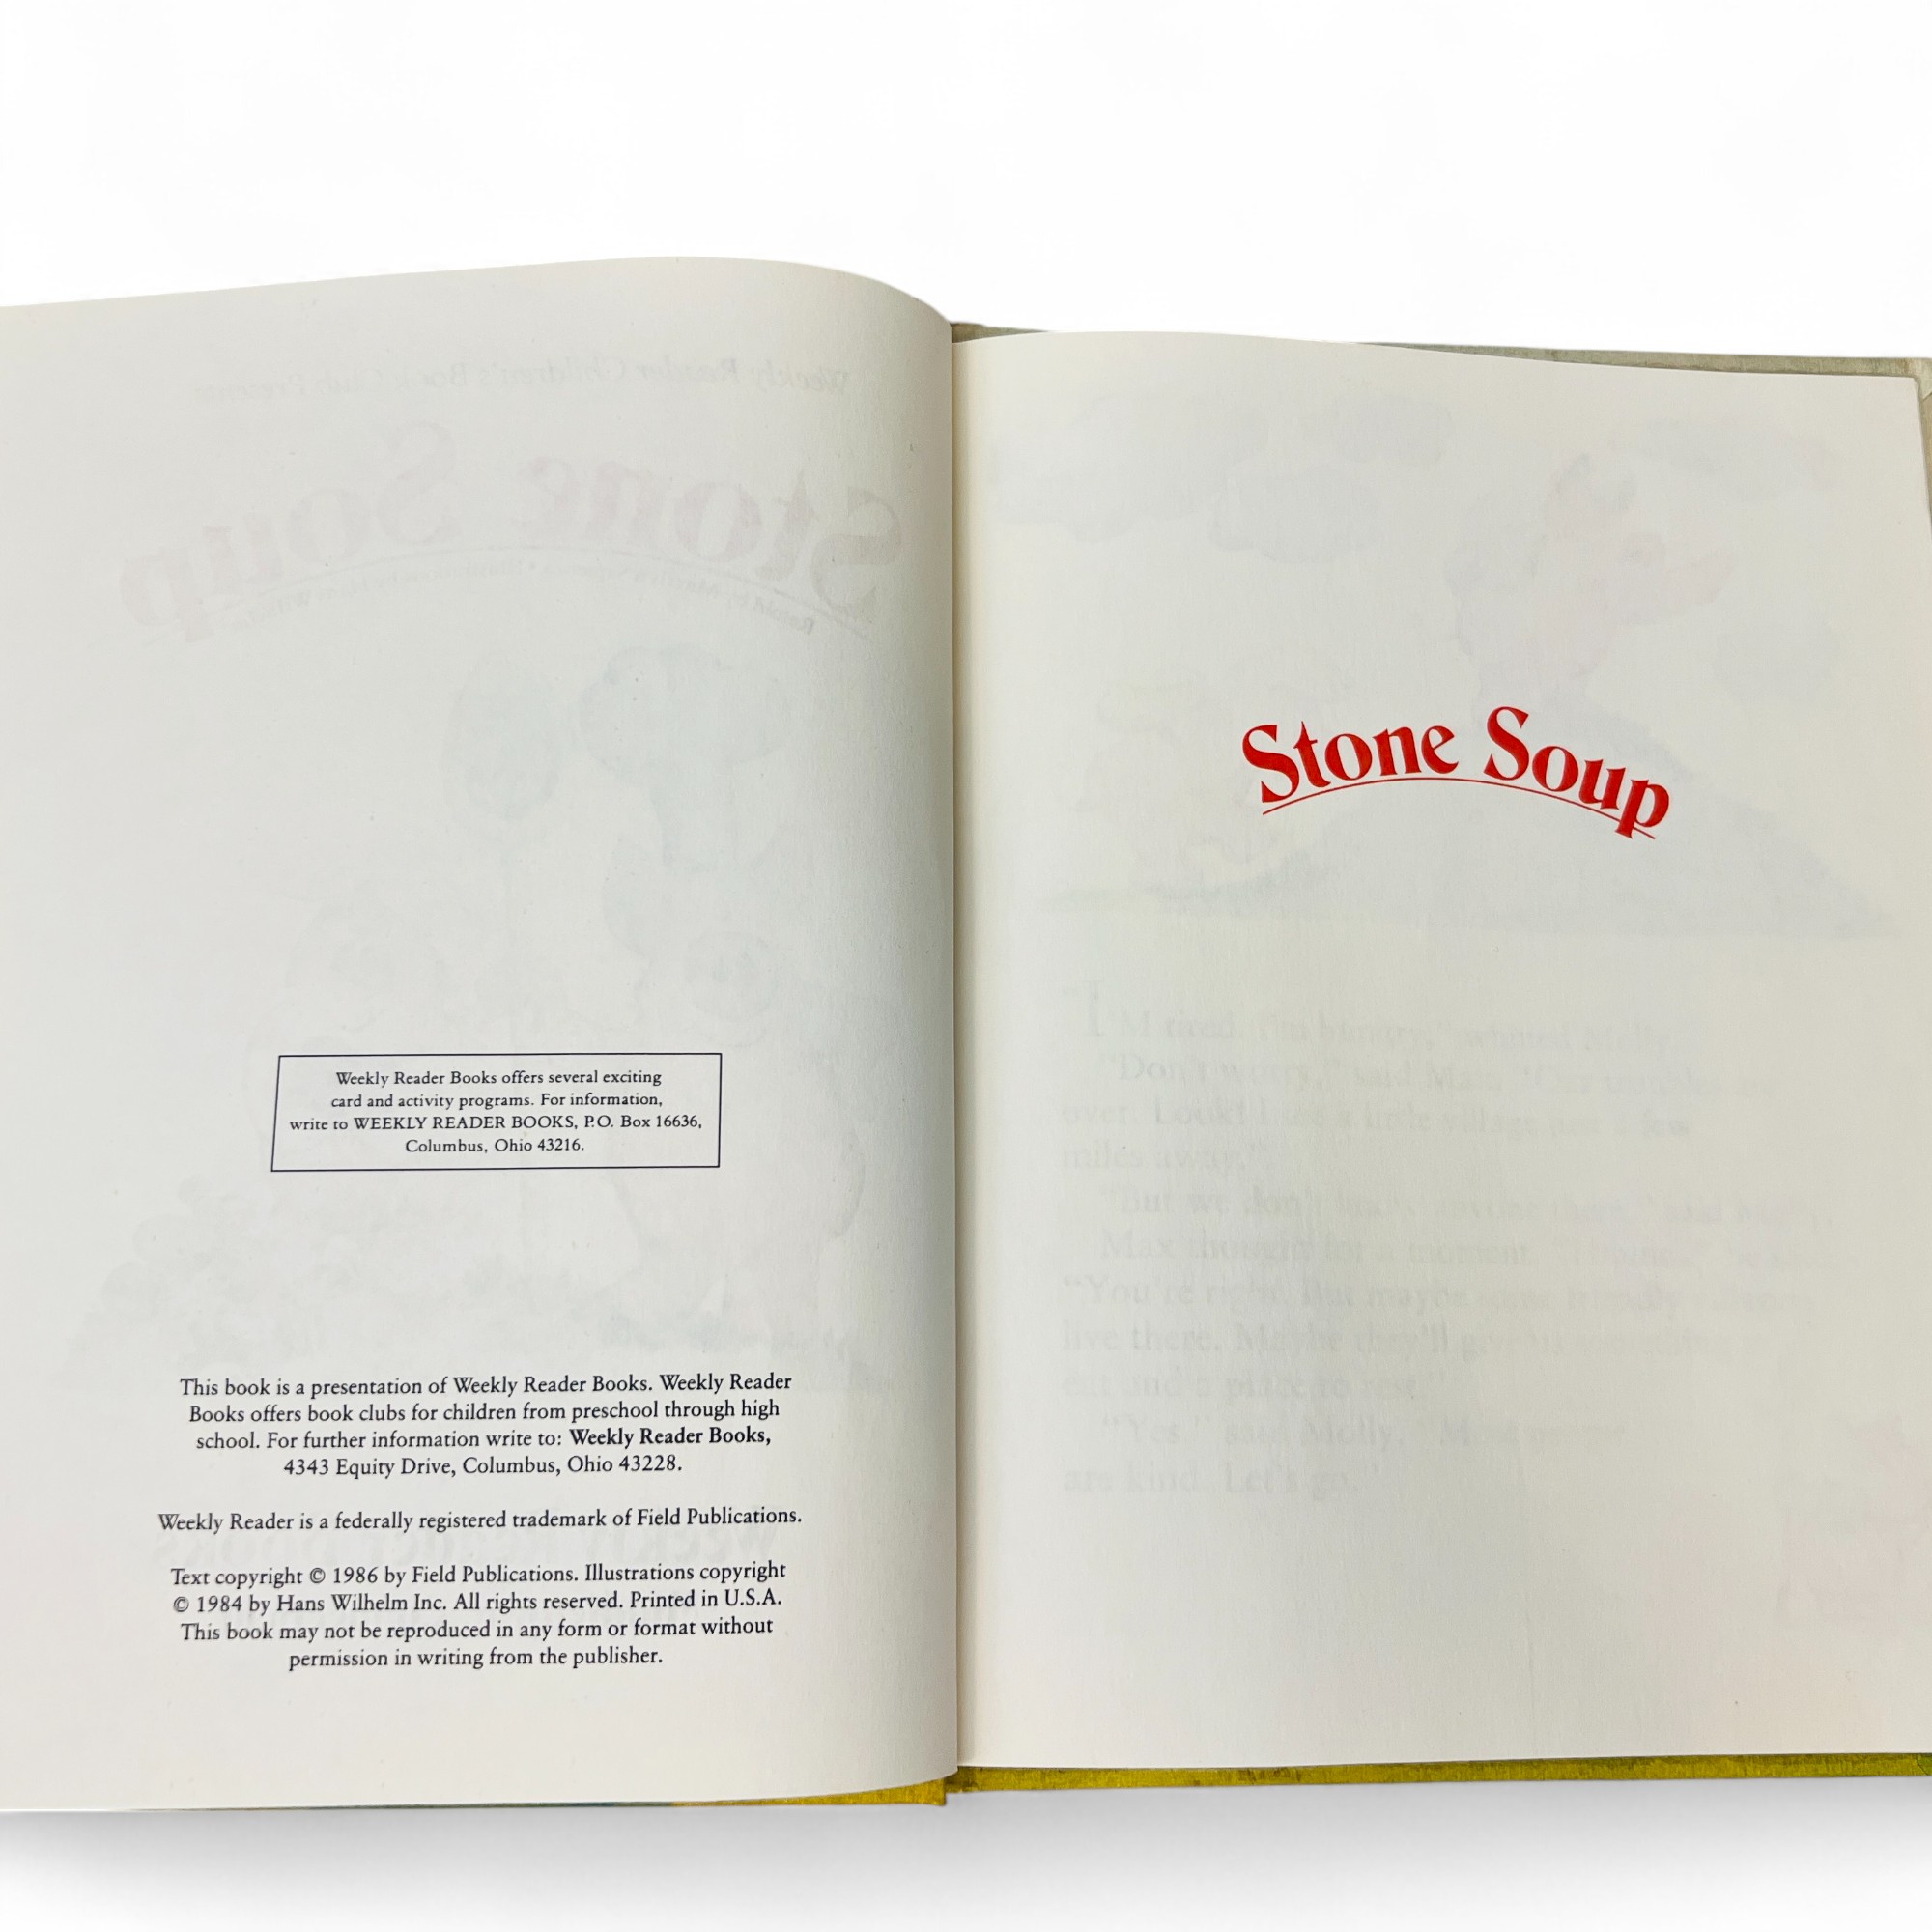 Weekly Reader Books offers several exciting
card and activity programs. For information,
write to WEEKLY READER BOOKS, P.O. Box 16636,
Columbus, Ohio 43216.
This book is a presentation of Weekly Reader Books. Weekly Reader
Books offers book clubs for children from preschool through high
school. For further information write to: Weekly Reader Books,
4343 Equity Drive, Columbus, Ohio 43228.
Weekly Reader is a federally registered trademark of Field Publications.
Text copyright © 1986 by Field Publications. Illustrations copyright
© 1984 by Hans Wilhelm Inc. All rights reserved. Printed in U.S.A.
This book may not be reproduced in any form or format without
permission in writing from the publisher.
Stone Soup